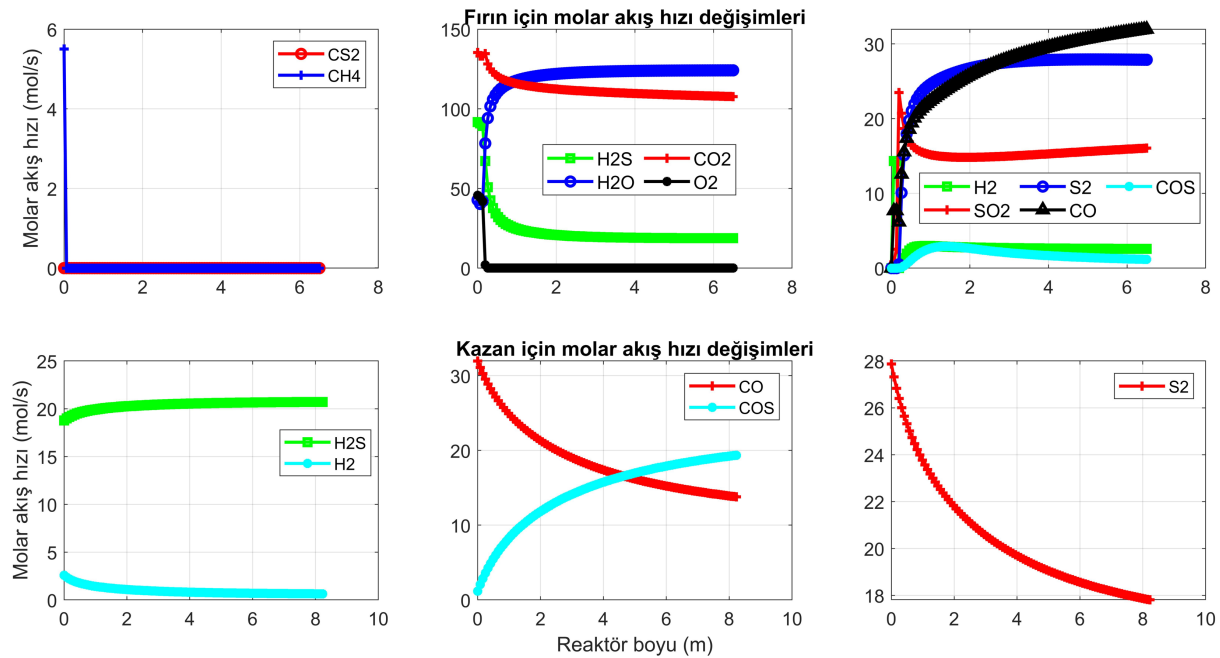 Fırın için molar akış hızı değişimleri
Molar akış hızı (mol/s)
6
4
2
0
0 2 4 6 8
CS2
CH4
150
100
50
0
0 2 4 6 8
H2S CO2
H2O O2
30
20
10
0
0 2 4 6 8
H2 S2 COS
SO2 CO
Kazan için molar akış hızı değişimleri
Molar akış hızı (mol/s)
25
20
15
10
5
0
0 2 4 6 8 10
H2S
H2
30
20
10
0
0 2 4 6 8 10
CO
COS
Reaktör boyu (m)
28
26
24
22
20
18
0 2 4 6 8 10
S2